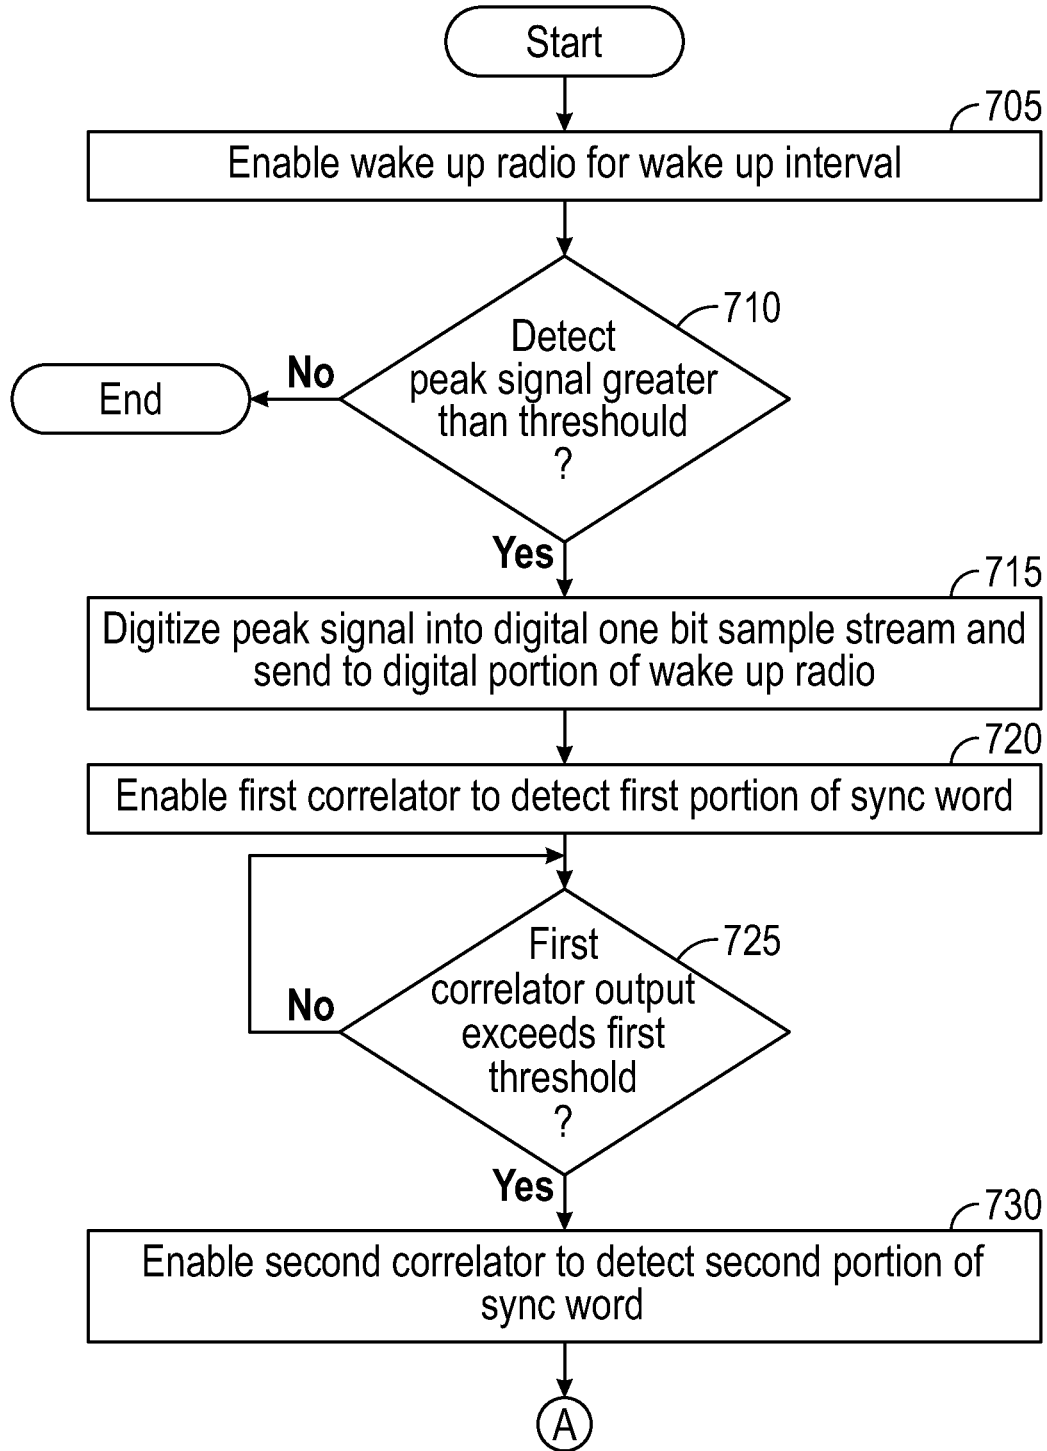 Start
705
Enable wake up radio for wake up interval
710
Detect
peak signal greater
than threshould
?
No
End
Yes
715
Digitize peak signal into digital one bit sample stream and
send to digital portion of wake up radio
720
Enable first correlator to detect first portion of sync word
725
First
correlator output
exceeds first
threshold
?
No
Yes
730
Enable second correlator to detect second portion of
sync word
A